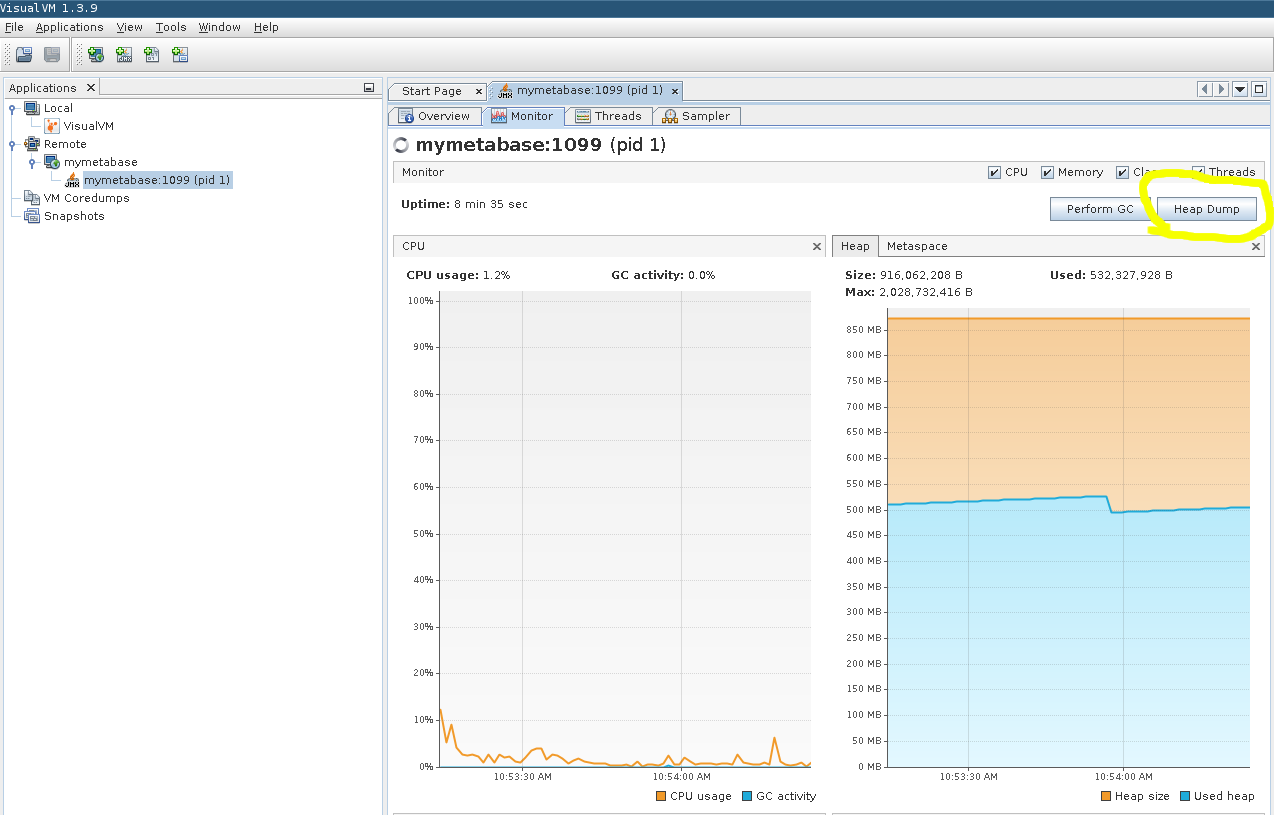 VisualVM 1.3.9
File Applications View Tools Window Help
Applications
Local
VisualVM
Remote
mymetabase
JMX mymetabase:1099 (pid 1)
VM Coredumps
Snapshots
Start Page
JMX mymetabase:1099 (pid 1)
Overview Monitor Threads Sampler
mymetabase:1099 (pid 1)
Monitor CPU Memory Threads
Uptime: 8 min 35 sec
Perform GC Heap Dump
CPU
CPU usage: 1.2% GC activity: 0.0%
100%
90%
80%
70%
60%
50%
40%
30%
20%
10%
0%
10:53:30 AM 10:54:00 AM
CPU usage GC activity
Heap Metaspace
Size: 916,062,208 B Used: 532,327,928 B
Max: 2,028,732,416 B
850 MB
800 MB
750 MB
700 MB
650 MB
600 MB
550 MB
500 MB
450 MB
400 MB
350 MB
300 MB
250 MB
200 MB
150 MB
100 MB
50 MB
0 MB
10:53:30 AM 10:54:00 AM
Heap size Used heap